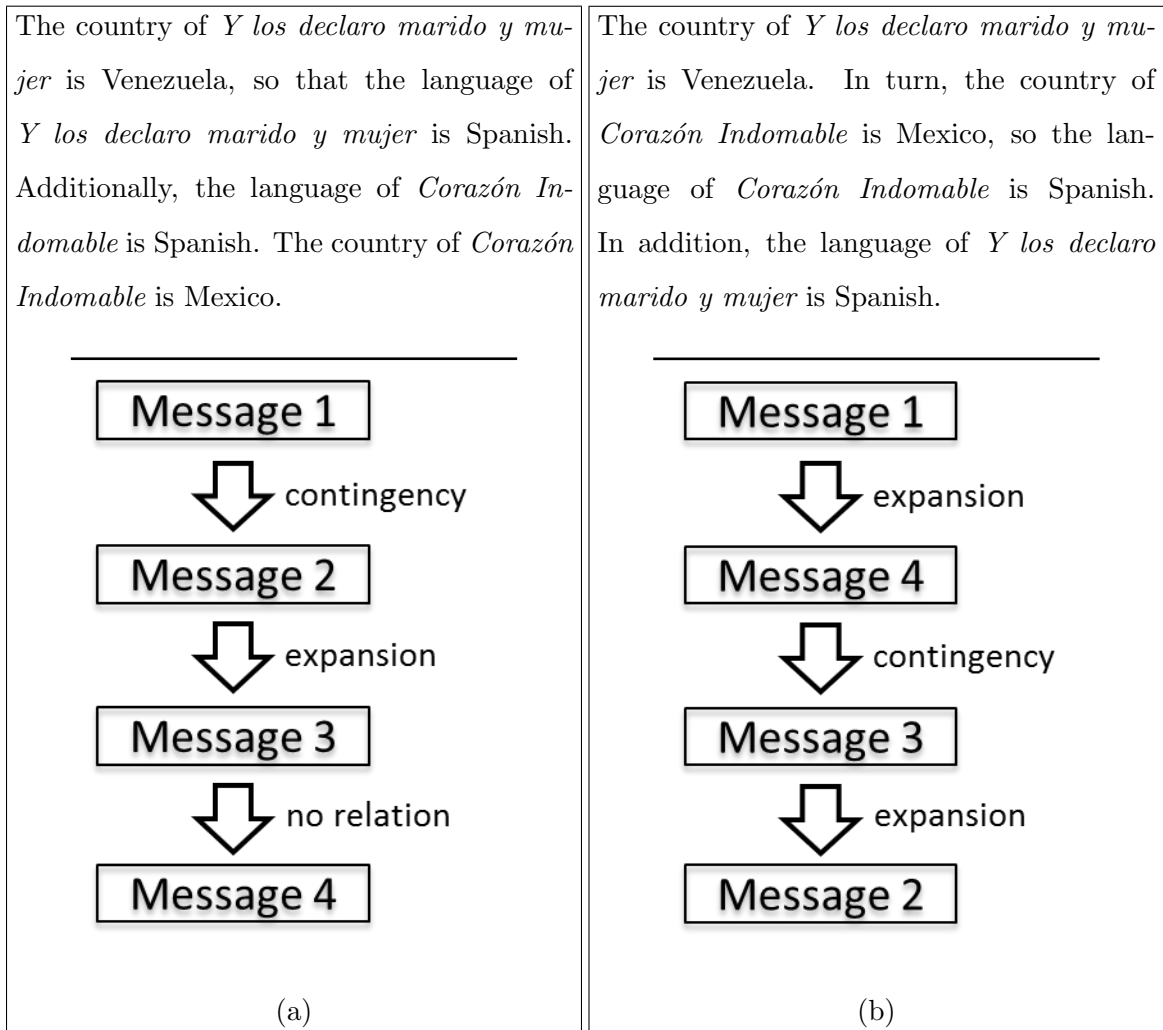 The country of Y los declaro marido y mu-
jer is Venezuela, so that the language of
Y los declaro marido y mujer is Spanish.
Additionally, the language of Corazón In-
domable is Spanish. The country of Corazón
Indomable is Mexico.
Message 1
contingency
Message 2
expansion
Message 3
no relation
Message 4
(a)
The country of Y los declaro marido y mu-
jer is Venezuela. In turn, the country of
Corazón Indomable is Mexico, so the lan-
guage of Corazón Indomable is Spanish.
In addition, the language of Y los declaro
marido y mujer is Spanish.
Message 1
expansion
Message 4
contingency
Message 3
expansion
Message 2
(b)